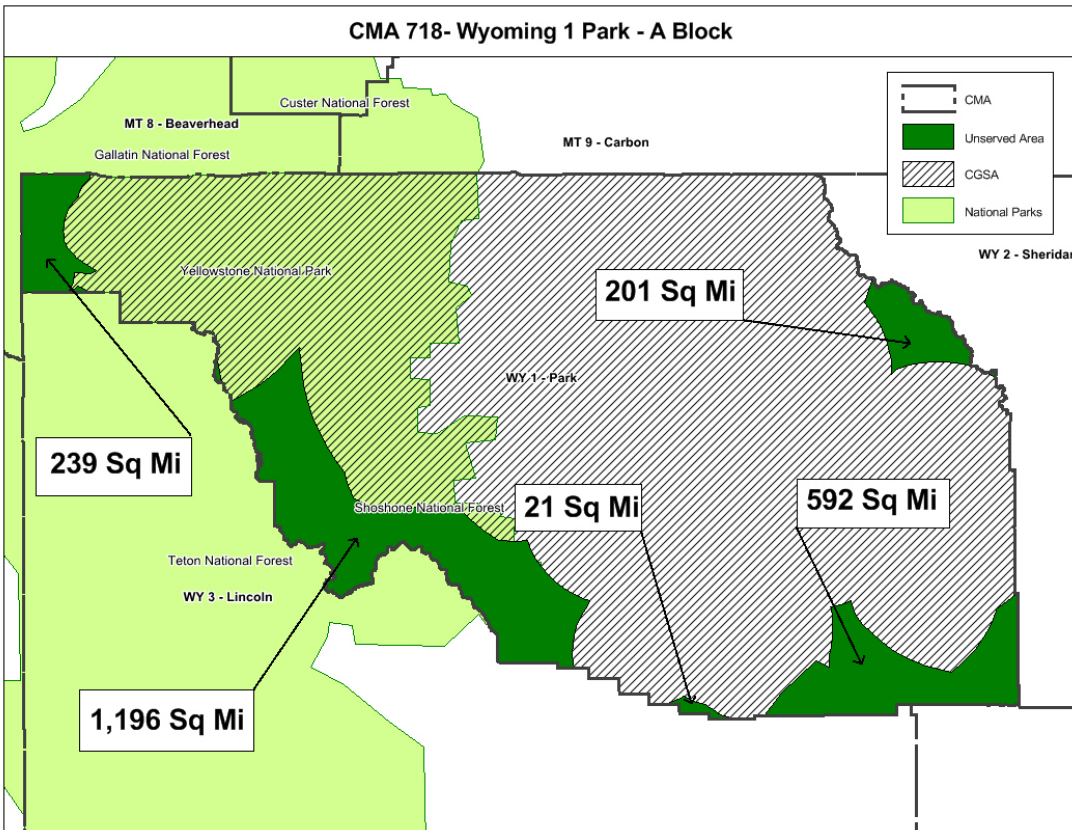 CMA 718- Wyoming 1 Park - A Block
CMA
Unserved Area
CGSA
National Parks
Custer National Forest
MT 8 - Beaverhead
MT 9 - Carbon
Gallatin National Forest
WY 2 - Sheridan
Yellowstone National Park
201 Sq Mi
WY 1 - Park
239 Sq Mi
21 Sq Mi
592 Sq Mi
Shoshone National Forest
Teton National Forest
WY 3 - Lincoln
1,196 Sq Mi